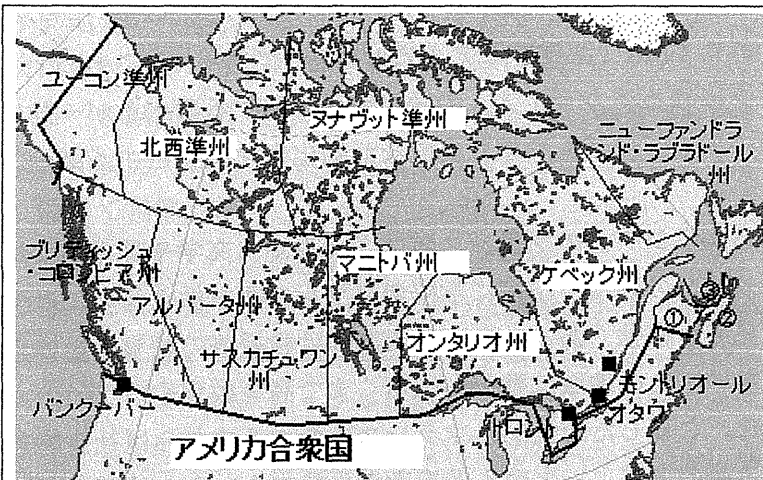 ユーコン準州
北西準州
ヌナヴット準州
ニューファンドラ
ンド・ラブラドール
州
ブリティッシュ
・コロンビア州
アルバータ州
サスカチュワン
州
マニトバ州
オンタリオ州
ケベック州
①
②
③
モントリオール
オタワ
トロント
バンクーバー
アメリカ合衆国